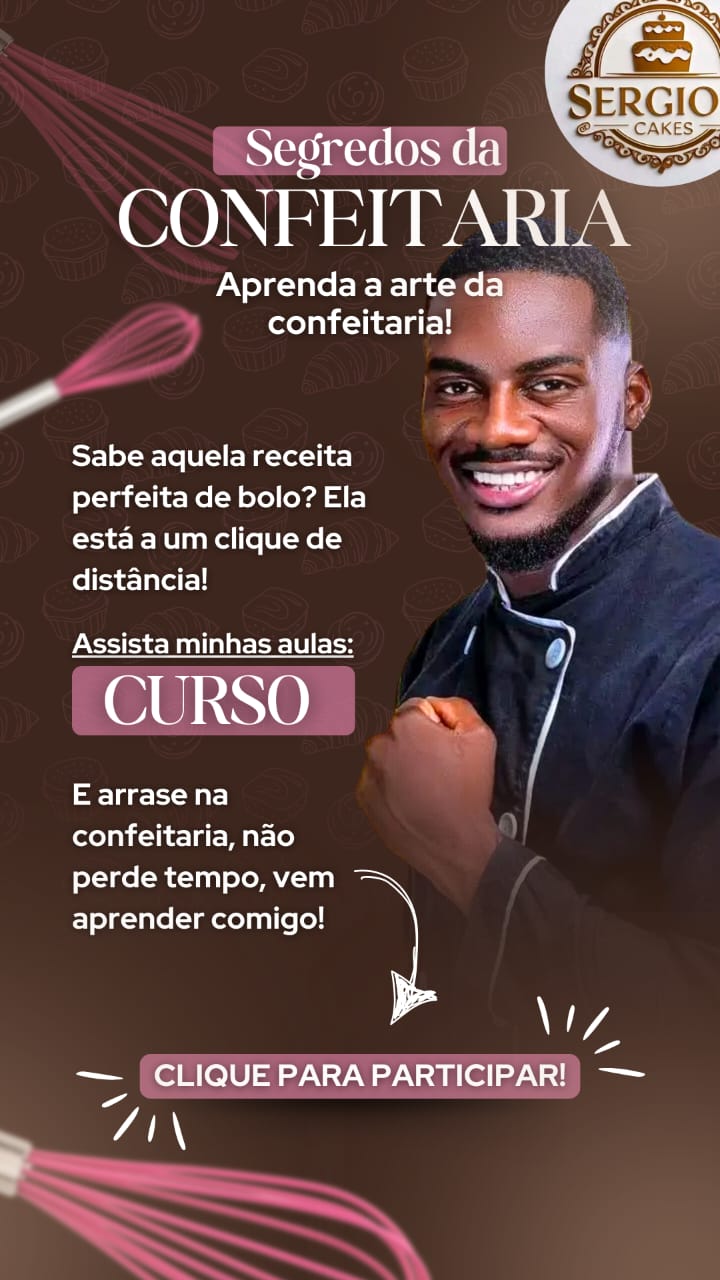 SERGIO
CAKES
Segredos da
CONFEITARIA
Aprenda a arte da
confeitaria!
Sabe aquela receita
perfeita de bolo? Ela
está a um clique de
distância!
Assista minhas aulas:
CURSO
E arrase na
confeitaria, não
perde tempo, vem
aprender comigo!
CLIQUE PARA PARTICIPAR!